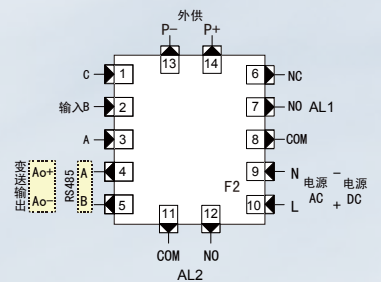 外供
P- P+
13 14
C 1 6 NC
输入B 2 7 NO AL1
A 3 8 COM
变送输出 Ao+ Ao- RS485 A 4 B 5
F2
9 N 电源 AC - 电源 DC
10 L +
11 12
COM NO
AL2